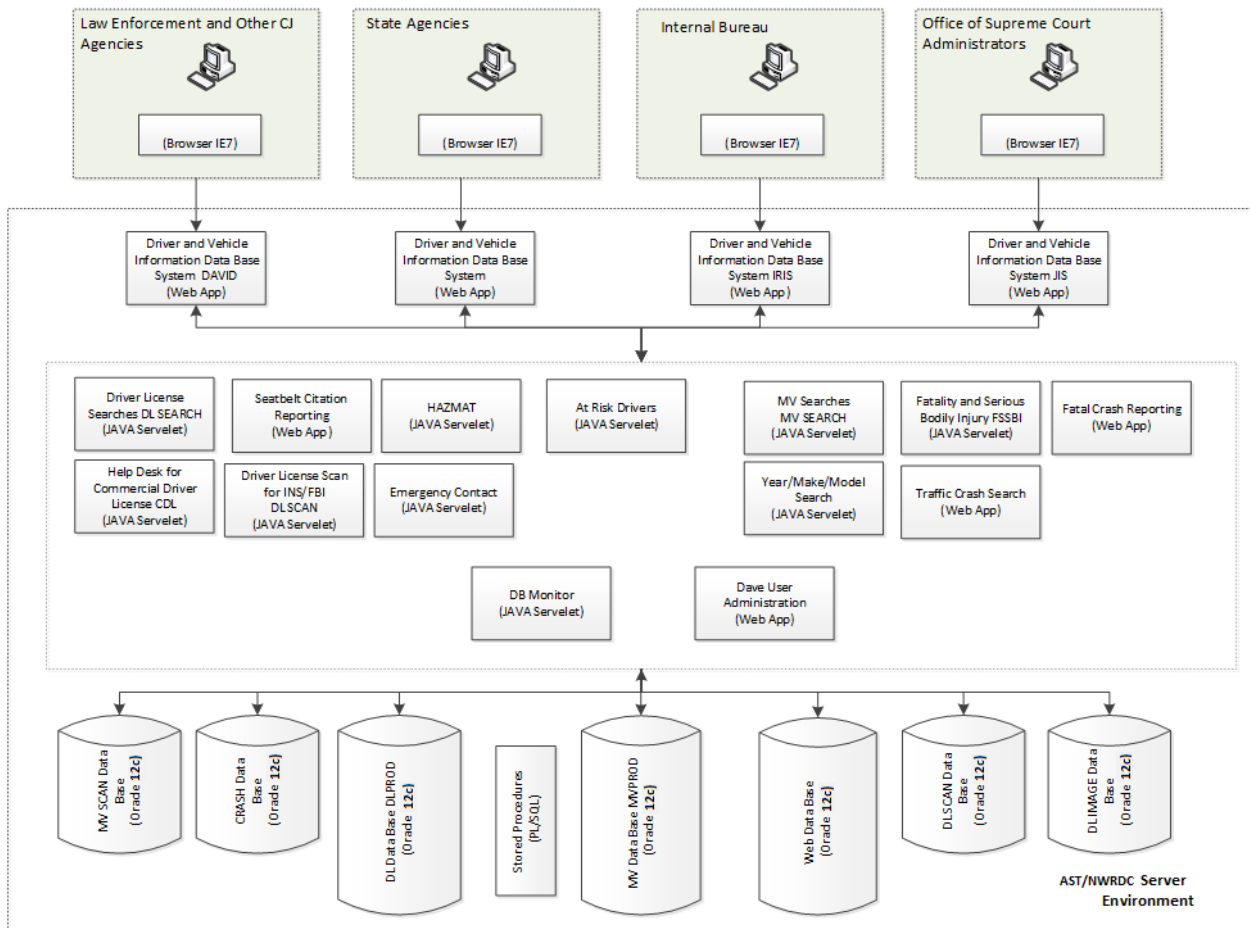 Law Enforcement and Other CJ
Agencies
State Agencies
Internal Bureau
Office of Supreme Court
Administrators
(Browser IE7)
(Browser IE7)
(Browser IE7)
(Browser IE7)
Driver and Vehicle
Information Data Base
System DAVID
(Web App)
Driver and Vehicle
Information Data Base
System
(Web App)
Driver and Vehicle
Information Data Base
System IRIS
(Web App)
Driver and Vehicle
Information Data Base
System JIS
(Web App)
Driver License
Searches DL SEARCH
(JAVA Servelet)
Seatbelt Citation
Reporting
(Web App)
HAZMAT
(JAVA Servelet)
At Risk Drivers
(JAVA Servelet)
MV Searches
MV SEARCH
(JAVA Servelet)
Fatality and Serious
Bodily Injury FSSBI
(JAVA Servelet)
Fatal Crash Reporting
(Web App)
Help Desk for
Commercial Driver
License CDL
(JAVA Servelet)
Driver License Scan
for INS/FBI
DLSCAN
(JAVA Servelet)
Emergency Contact
(JAVA Servelet)
Year/Make/Model
Search
(JAVA Servelet)
Traffic Crash Search
(Web App)
DB Monitor
(JAVA Servelet)
Dave User
Administration
(Web App)
MV SCAN Data
Base
(Oracle 12c)
CRASH Data
Base
(Oracle 12c)
DL Data Base DLPROD
(Oracle 12c)
Stored Procedures
(PL/SQL)
MV Data Base MVPROD
(Oracle 12c)
Web Data Base
(Oracle 12c)
DLSCAN Data
Base
(Oracle 12c)
DLIMAGE Data
Base
(Oracle 12c)
AST/NWRDC Server
Environment